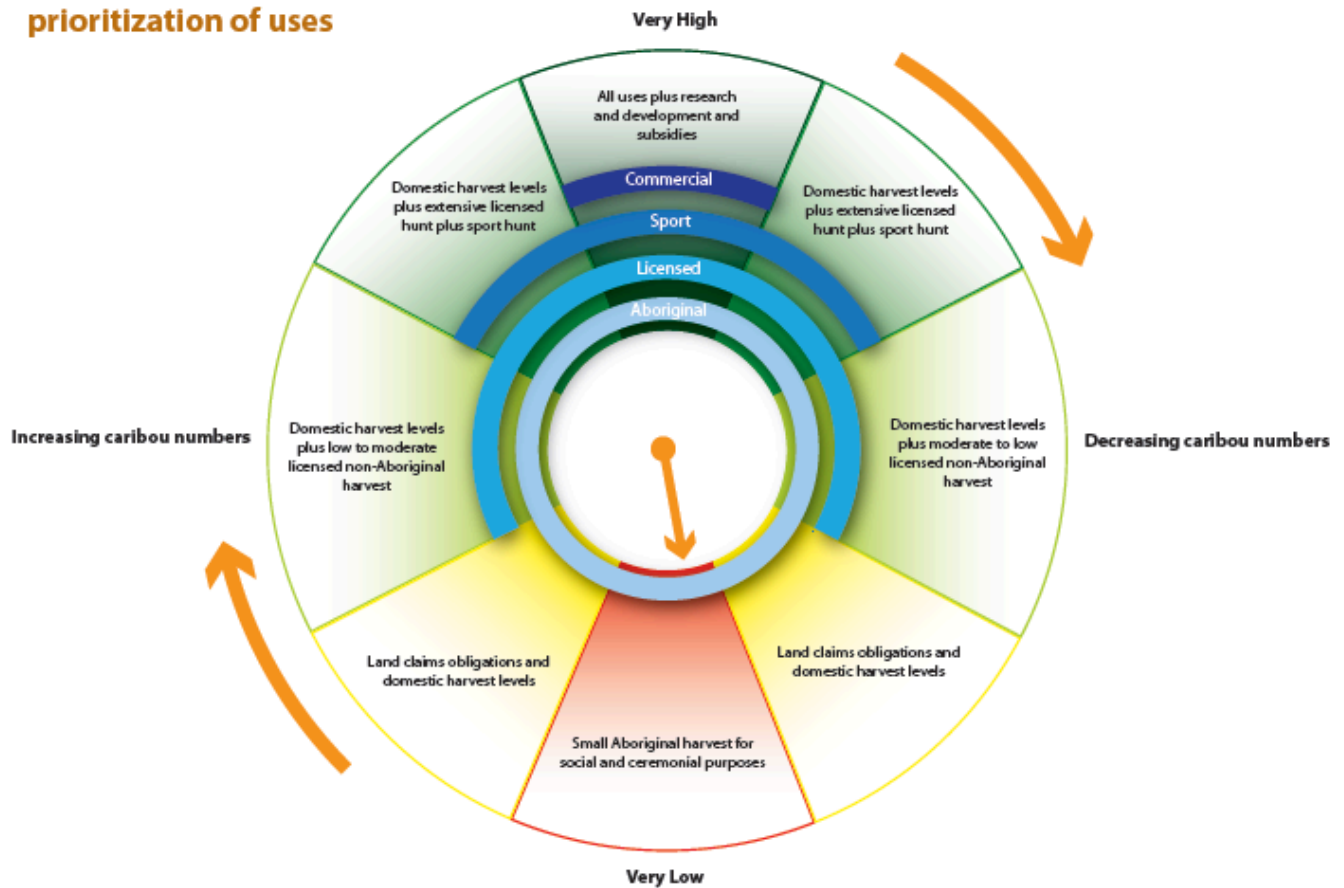 prioritization of uses
Very High
All uses plus research
and development and
subsidies
Commercial
Domestic harvest levels
plus extensive licensed
hunt plus sport hunt
Domestic harvest levels
plus extensive licensed
hunt plus sport hunt
Sport
Licensed
Aboriginal
Increasing caribou numbers
Domestic harvest levels
plus low to moderate
licensed non-Aboriginal
harvest
Domestic harvest levels
plus moderate to low
licensed non-Aboriginal
harvest
Decreasing caribou numbers
Land claims obligations and
domestic harvest levels
Land claims obligations and
domestic harvest levels
Small Aboriginal harvest for
social and ceremonial purposes
Very Low